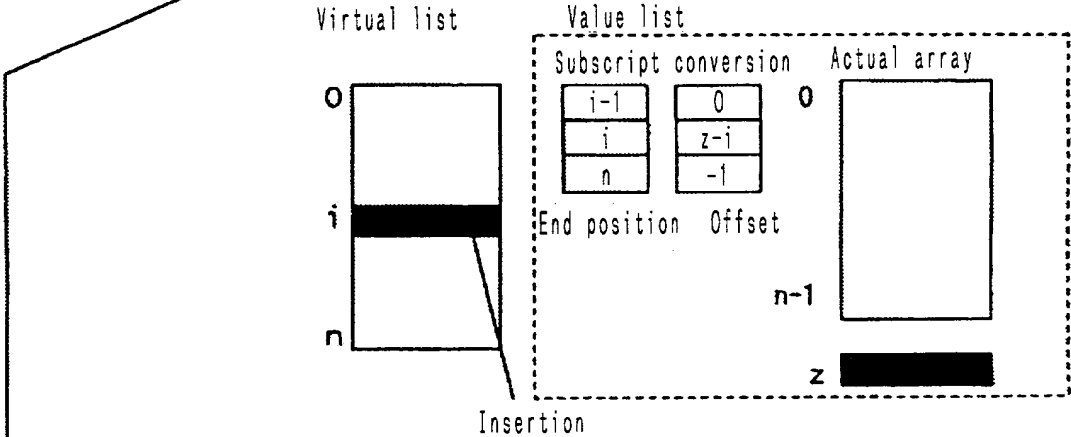 Virtual list
Value list
Subscript conversion
Actual array
0
i-1
0
0
i
z-i
n
-1
i
End position
Offset
n-1
n
z
Insertion